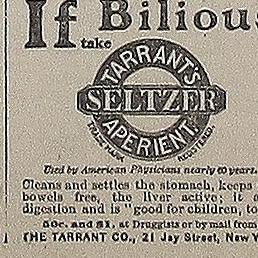 If Bilious
take
TARRANT'S
SELTZER
APERIENT.
TRADE MARK REGISTERED.
Used by American Physicians nearly 60 years.
Cleans and settles the stomach, keeps
bowels free, the liver active; it a
digestion and is "good for children, to
50c. and $1, at Druggists or by mail from
THE TARRANT CO., 21 Jay Street, New Y